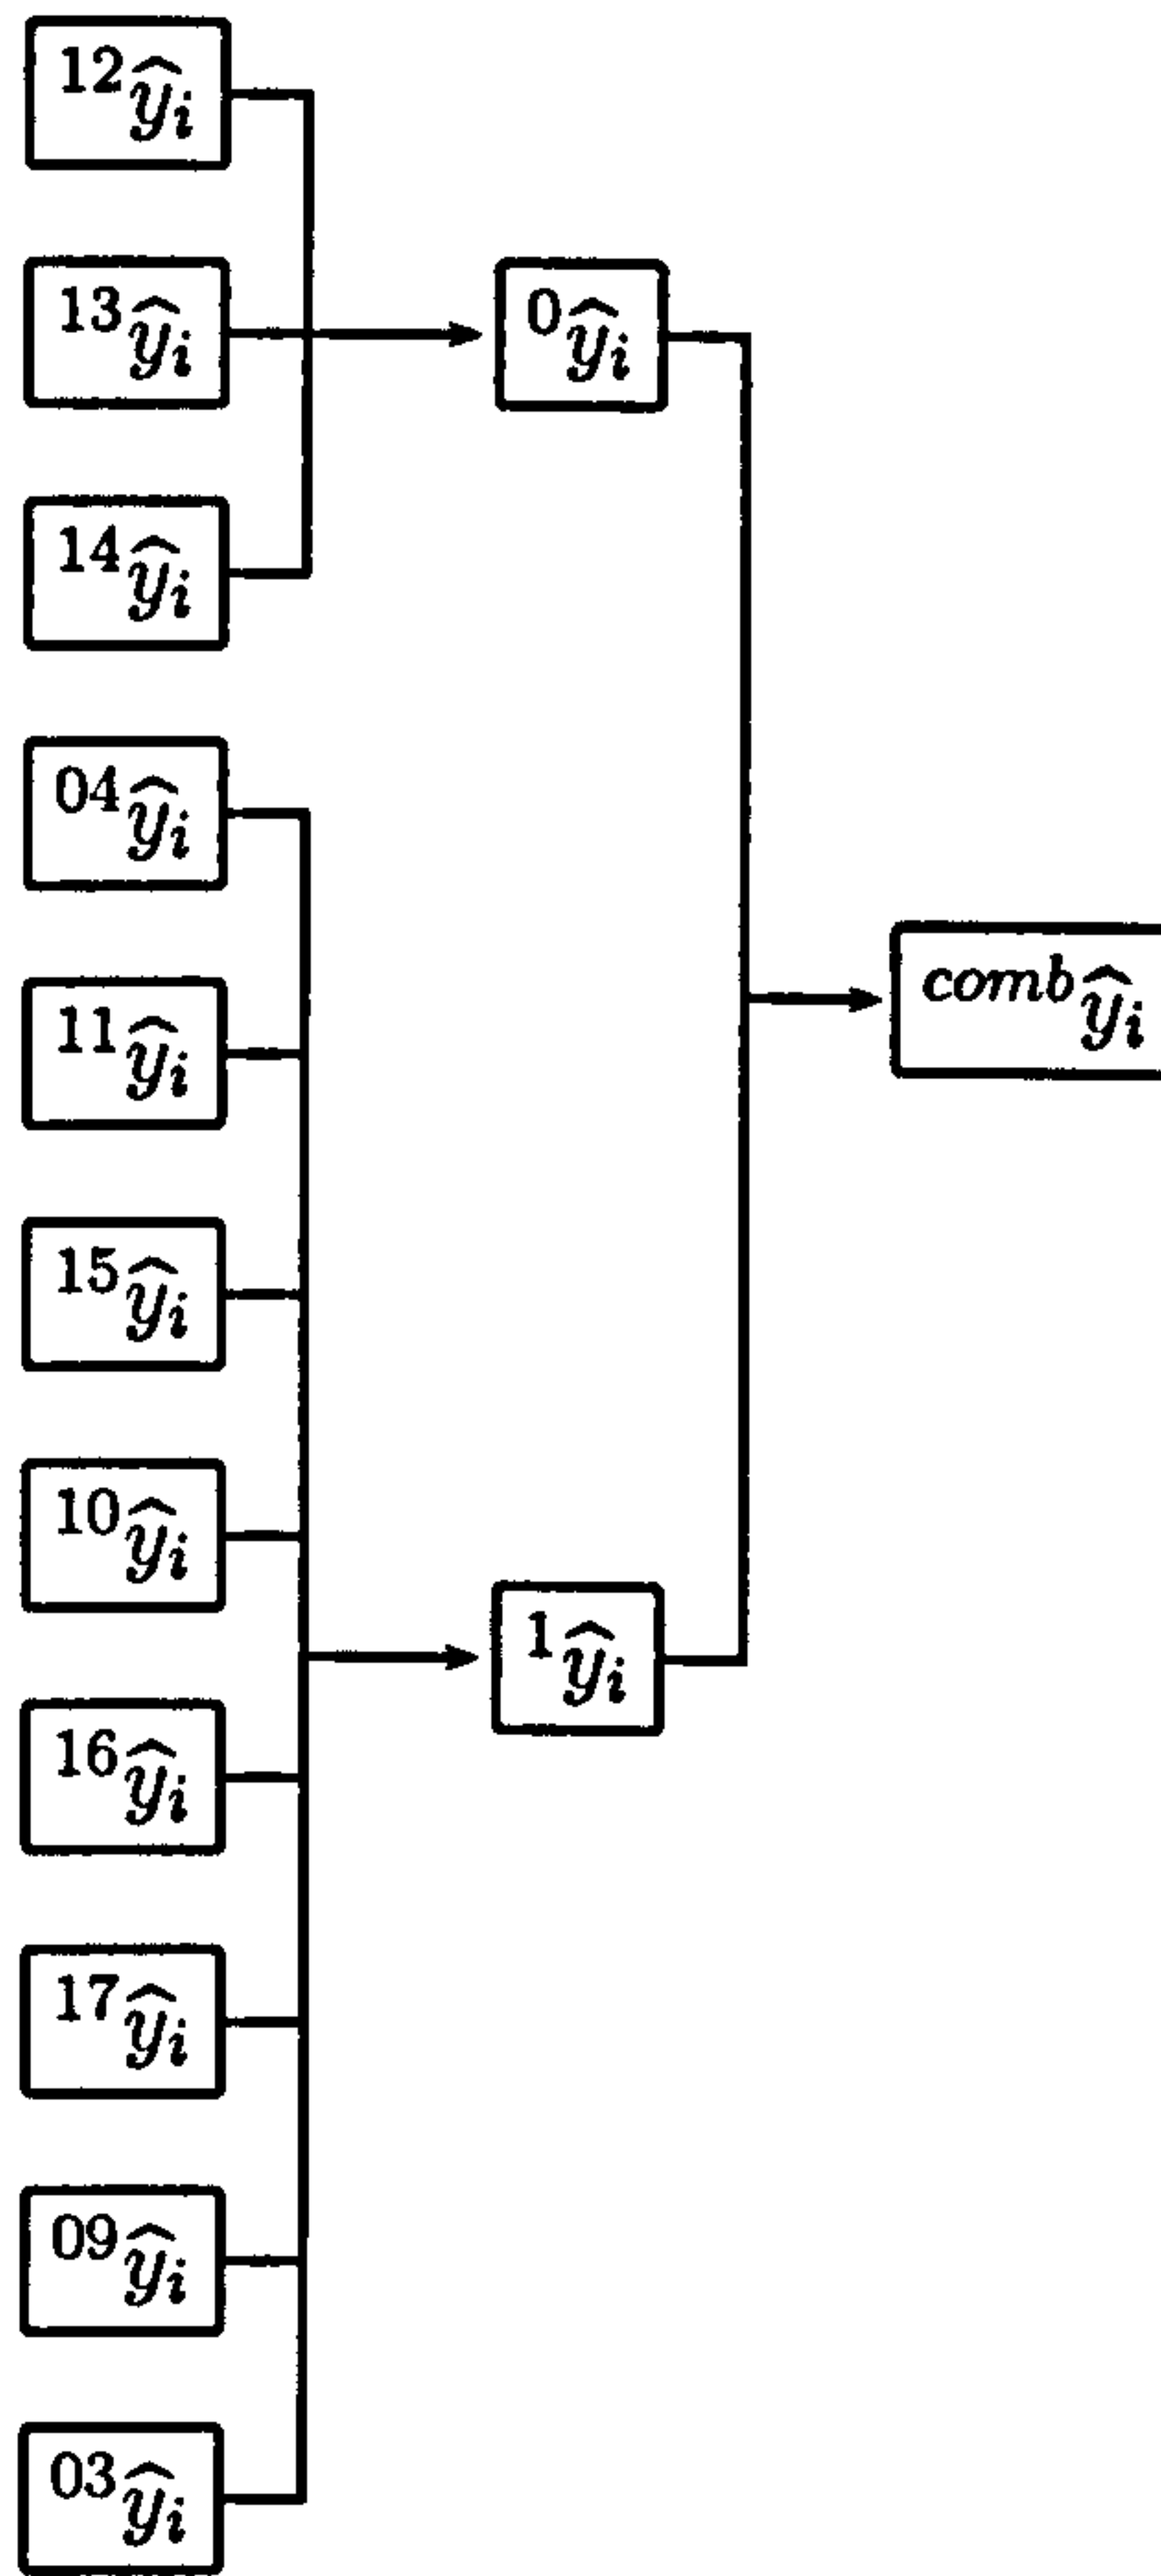 ¹²ŷᵢ
¹³ŷᵢ
⁰ŷᵢ
¹⁴ŷᵢ
⁰⁴ŷᵢ
ᶜᵒᵐᵇŷᵢ
¹¹ŷᵢ
¹⁵ŷᵢ
¹⁰ŷᵢ
¹ŷᵢ
¹⁶ŷᵢ
¹⁷ŷᵢ
⁰⁹ŷᵢ
⁰³ŷᵢ